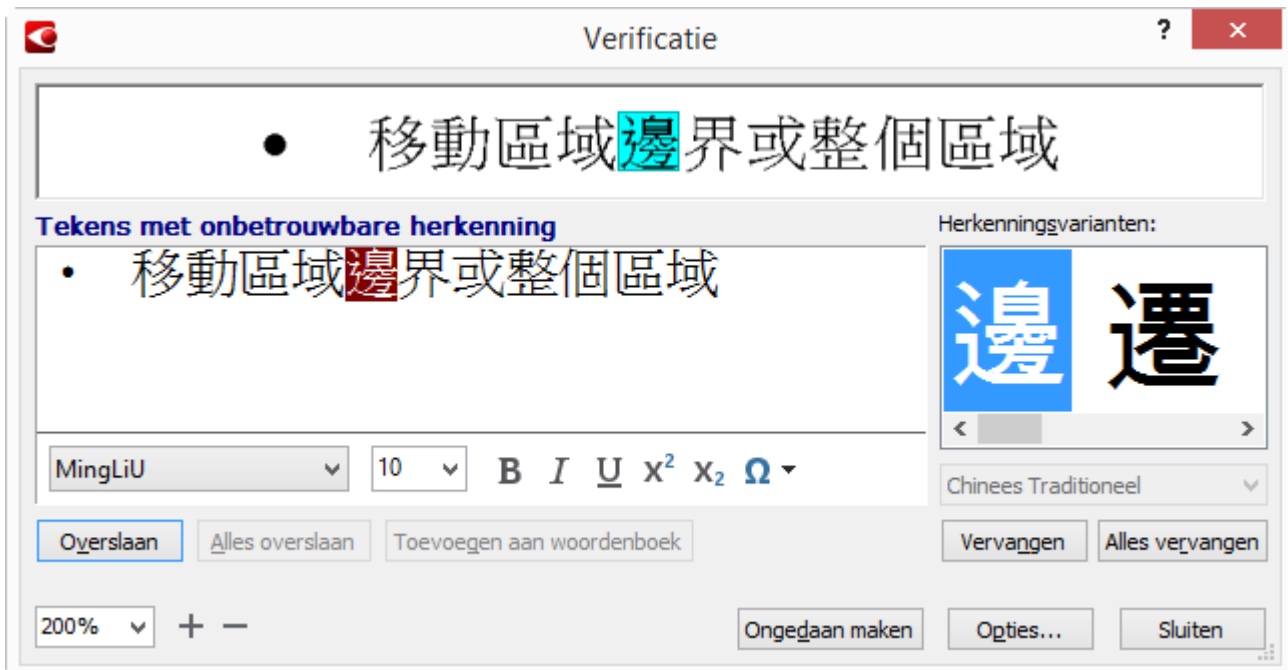 Verificatie
?
• 移動區域邊界或整個區域
Tekens met onbetrouwbare herkenning
Herkenningsvarianten:
• 移動區域邊界或整個區域
邊 遷
MingLiU 10 B I U X² X₂ Ω
Chinees Traditioneel
Overslaan Alles overslaan Toevoegen aan woordenboek Vervangen Alles vervangen
200% + −
Ongedaan maken Opties... Sluiten